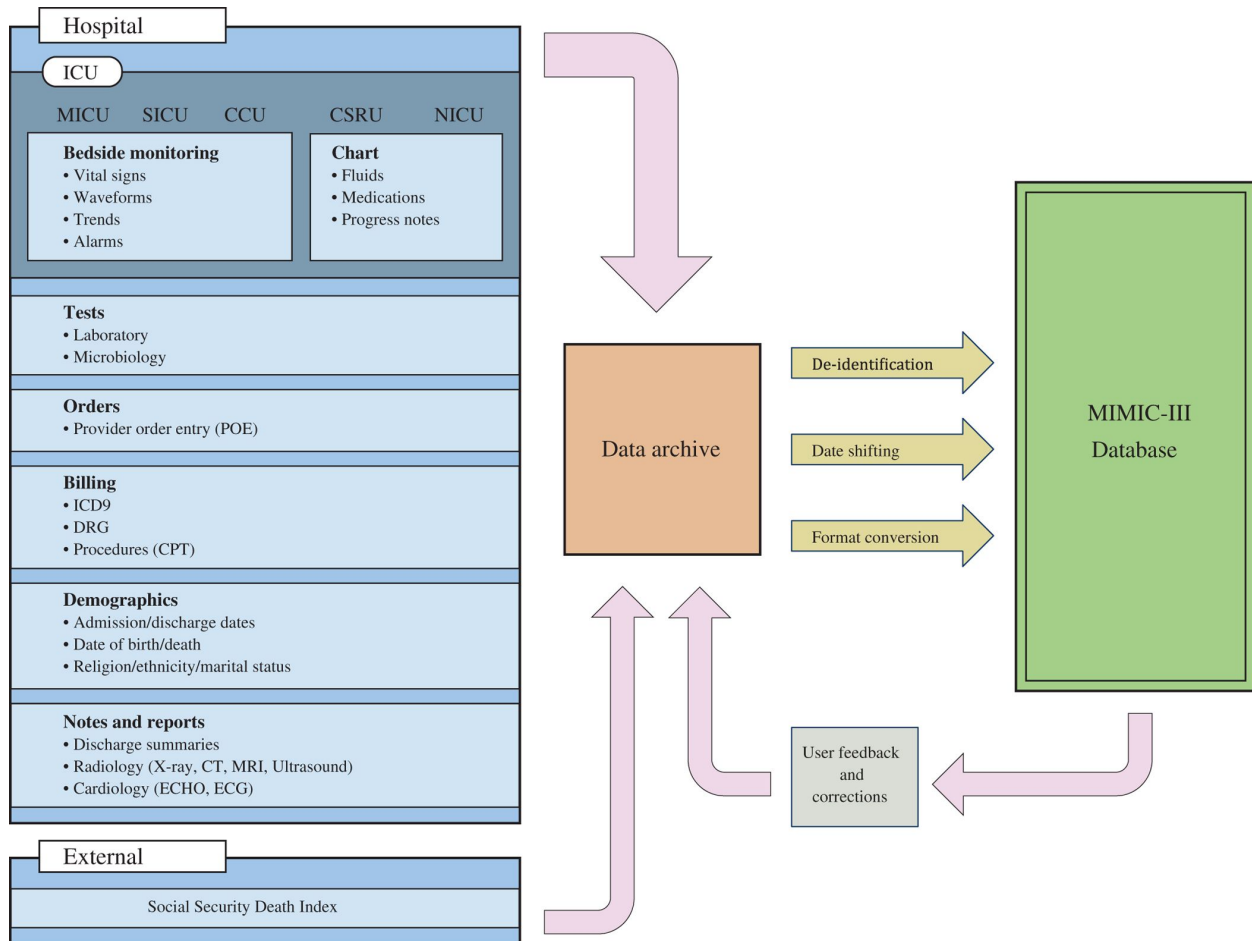 Hospital
ICU
MICU SICU CCU CSRU NICU
Bedside monitoring
• Vital signs
• Waveforms
• Trends
• Alarms
Chart
• Fluids
• Medications
• Progress notes
Tests
• Laboratory
• Microbiology
Orders
• Provider order entry (POE)
Billing
• ICD9
• DRG
• Procedures (CPT)
Demographics
• Admission/discharge dates
• Date of birth/death
• Religion/ethnicity/marital status
Notes and reports
• Discharge summaries
• Radiology (X-ray, CT, MRI, Ultrasound)
• Cardiology (ECHO, ECG)
External
Social Security Death Index
Data archive
De-identification
Date shifting
Format conversion
MIMIC-III
Database
User feedback
and
corrections